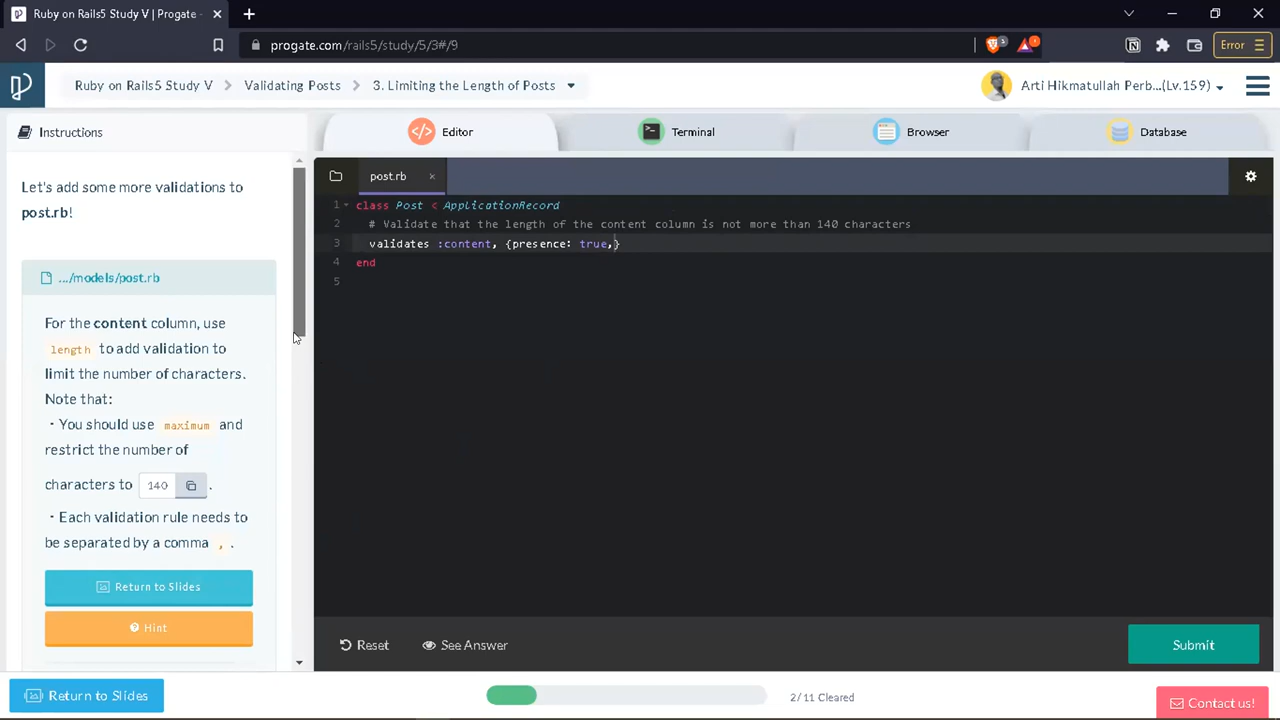 Ruby on Rails5 Study V | Progate -
progate.com/rails5/study/5/3#/9
Error
Ruby on Rails5 Study V
Validating Posts
3. Limiting the Length of Posts
Arti Hikmatullah Perb...(Lv.159)
Instructions
Editor
Terminal
Browser
Database
Let's add some more validations to
post.rb!
.../models/post.rb
For the content column, use
length to add validation to
limit the number of characters.
Note that:
・You should use maximum and
restrict the number of
characters to 140 .
・Each validation rule needs to
be separated by a comma , .
Return to Slides
Hint
post.rb
1 class Post < ApplicationRecord
2 # Validate that the length of the content column is not more than 140 characters
3 validates :content, {presence: true,}
4 end
5
Reset
See Answer
Submit
Return to Slides
2/11 Cleared
Contact us!